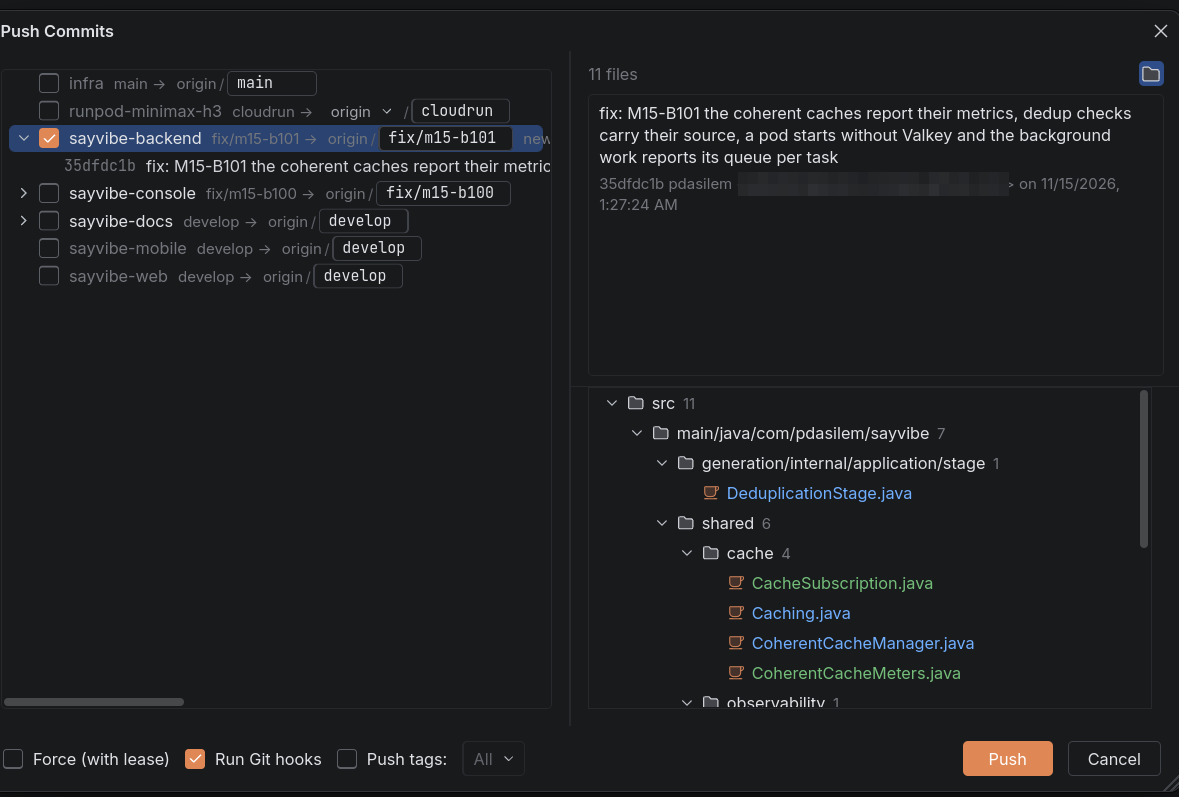 Push Commits
infra main → origin / main
runpod-minimax-h3 cloudrun → origin / cloudrun
sayvibe-backend fix/m15-b101 → origin / fix/m15-b101 new
35dfdc1b fix: M15-B101 the coherent caches report their metric
sayvibe-console fix/m15-b100 → origin / fix/m15-b100
sayvibe-docs develop → origin / develop
sayvibe-mobile develop → origin / develop
sayvibe-web develop → origin / develop
11 files
fix: M15-B101 the coherent caches report their metrics, dedup checks
carry their source, a pod starts without Valkey and the background
work reports its queue per task
35dfdc1b pdasilem > on 11/15/2026,
1:27:24 AM
src 11
main/java/com/pdasilem/sayvibe 7
generation/internal/application/stage 1
DeduplicationStage.java
shared 6
cache 4
CacheSubscription.java
Caching.java
CoherentCacheManager.java
CoherentCacheMeters.java
observability 1
Force (with lease) Run Git hooks Push tags: All Push Cancel